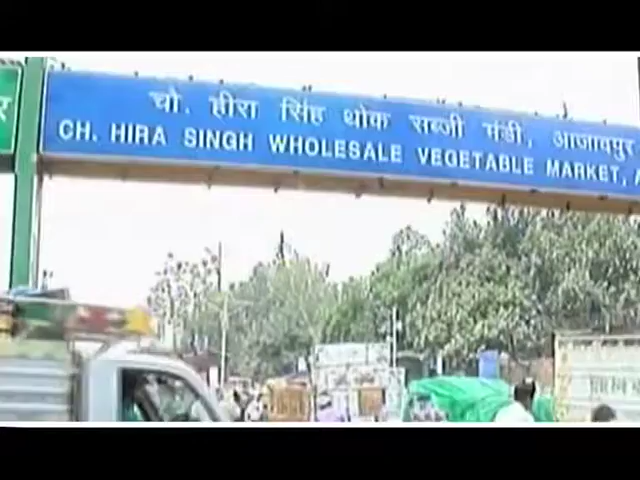 चौ. हीरा सिंह थोक सब्जी मंडी, आजादपुर
CH. HIRA SINGH WHOLESALE VEGETABLE MARKET, A